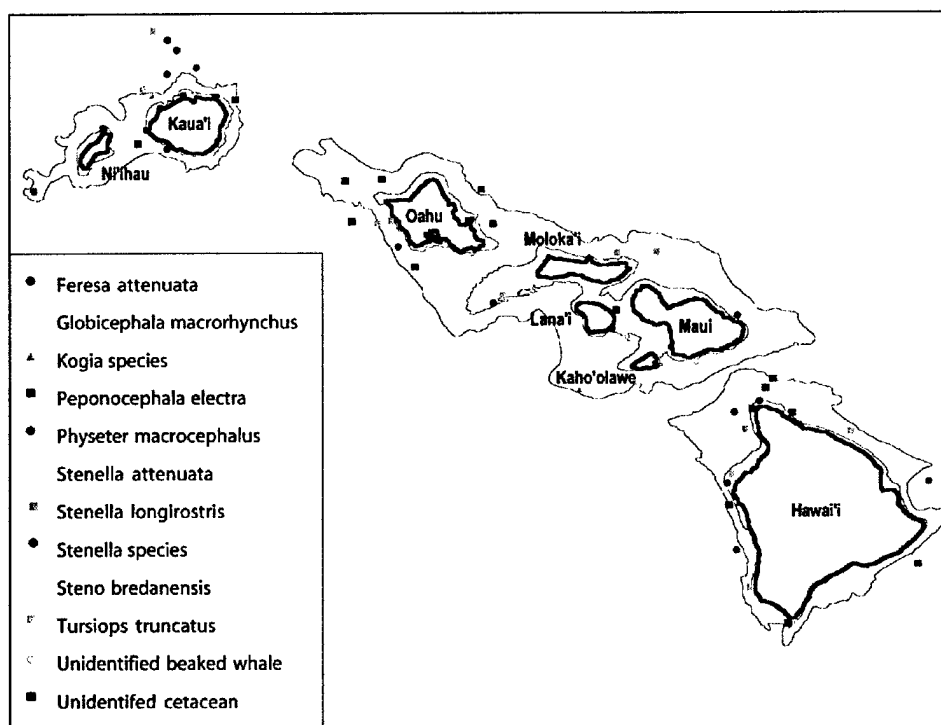 Kaua'i
Ni'ihau
Oahu
Moloka'i
Lana'i
Maui
Kaho'olawe
Hawai'i
Feresa attenuata
Globicephala macrorhynchus
Kogia species
Peponocephala electra
Physeter macrocephalus
Stenella attenuata
Stenella longirostris
Stenella species
Steno bredanensis
Tursiops truncatus
Unidentified beaked whale
Unidentifed cetacean